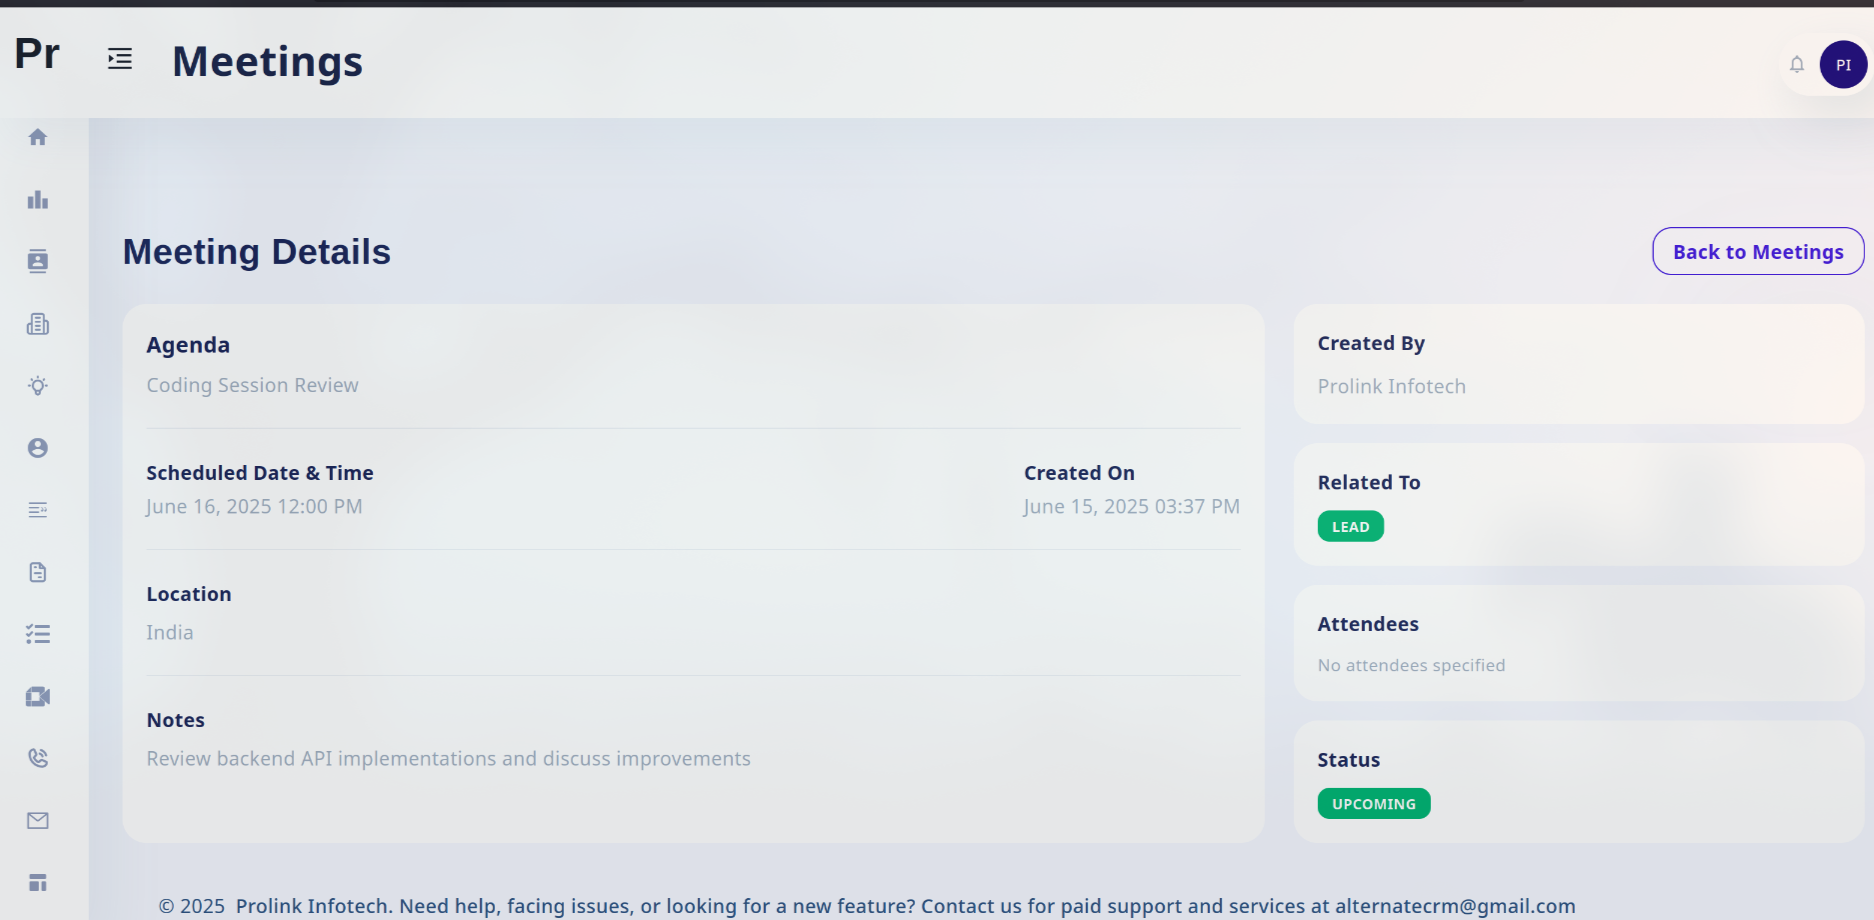 Pr
Meetings
PI
Meeting Details
Back to Meetings
Agenda
Coding Session Review
Scheduled Date & Time
June 16, 2025 12:00 PM
Created On
June 15, 2025 03:37 PM
Location
India
Notes
Review backend API implementations and discuss improvements
Created By
Prolink Infotech
Related To
LEAD
Attendees
No attendees specified
Status
UPCOMING
© 2025 Prolink Infotech. Need help, facing issues, or looking for a new feature? Contact us for paid support and services at alternatecrm@gmail.com